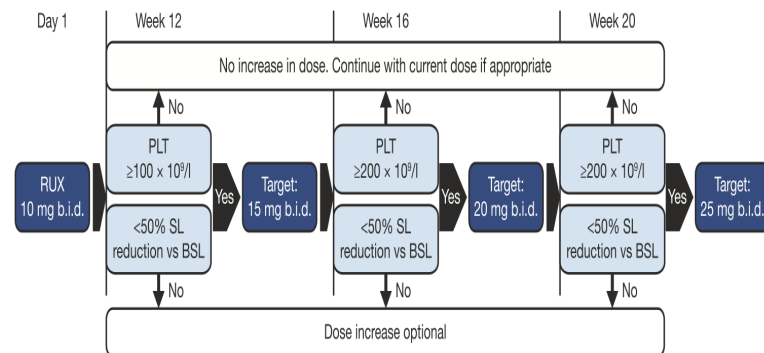 Day 1
Week 12
Week 16
Week 20
No increase in dose. Continue with current dose if appropriate
No
No
No
PLT
≥100 × 10⁹/l
PLT
≥200 × 10⁹/l
PLT
≥200 × 10⁹/l
RUX
10 mg b.i.d.
Yes
Target:
15 mg b.i.d.
Yes
Target:
20 mg b.i.d.
Yes
Target:
25 mg b.i.d.
<50% SL
reduction vs BSL
<50% SL
reduction vs BSL
<50% SL
reduction vs BSL
No
No
No
Dose increase optional